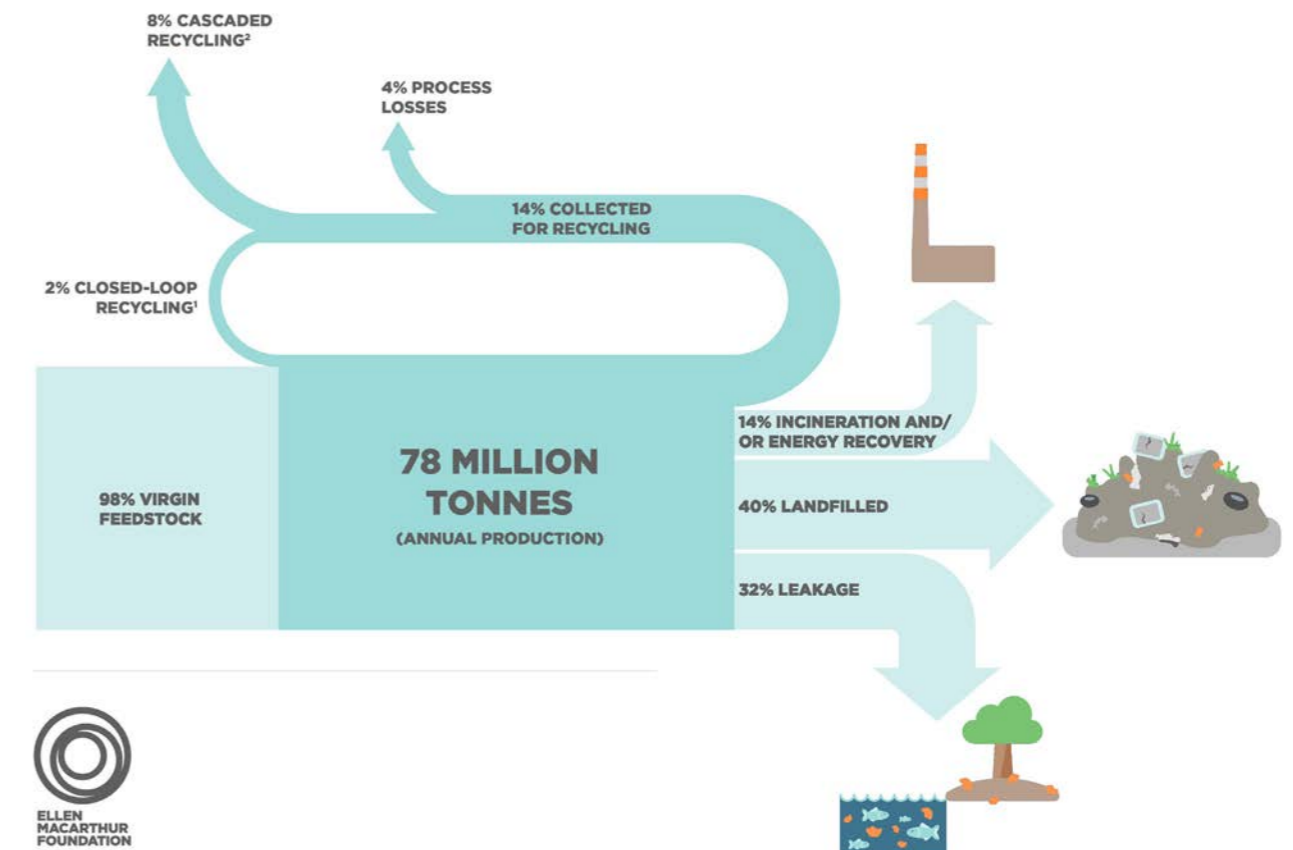 8% CASCADED
RECYCLING²
4% PROCESS
LOSSES
14% COLLECTED
FOR RECYCLING
2% CLOSED-LOOP
RECYCLING¹
98% VIRGIN
FEEDSTOCK
78 MILLION
TONNES
(ANNUAL PRODUCTION)
14% INCINERATION AND/
OR ENERGY RECOVERY
40% LANDFILLED
32% LEAKAGE
ELLEN
MACARTHUR
FOUNDATION